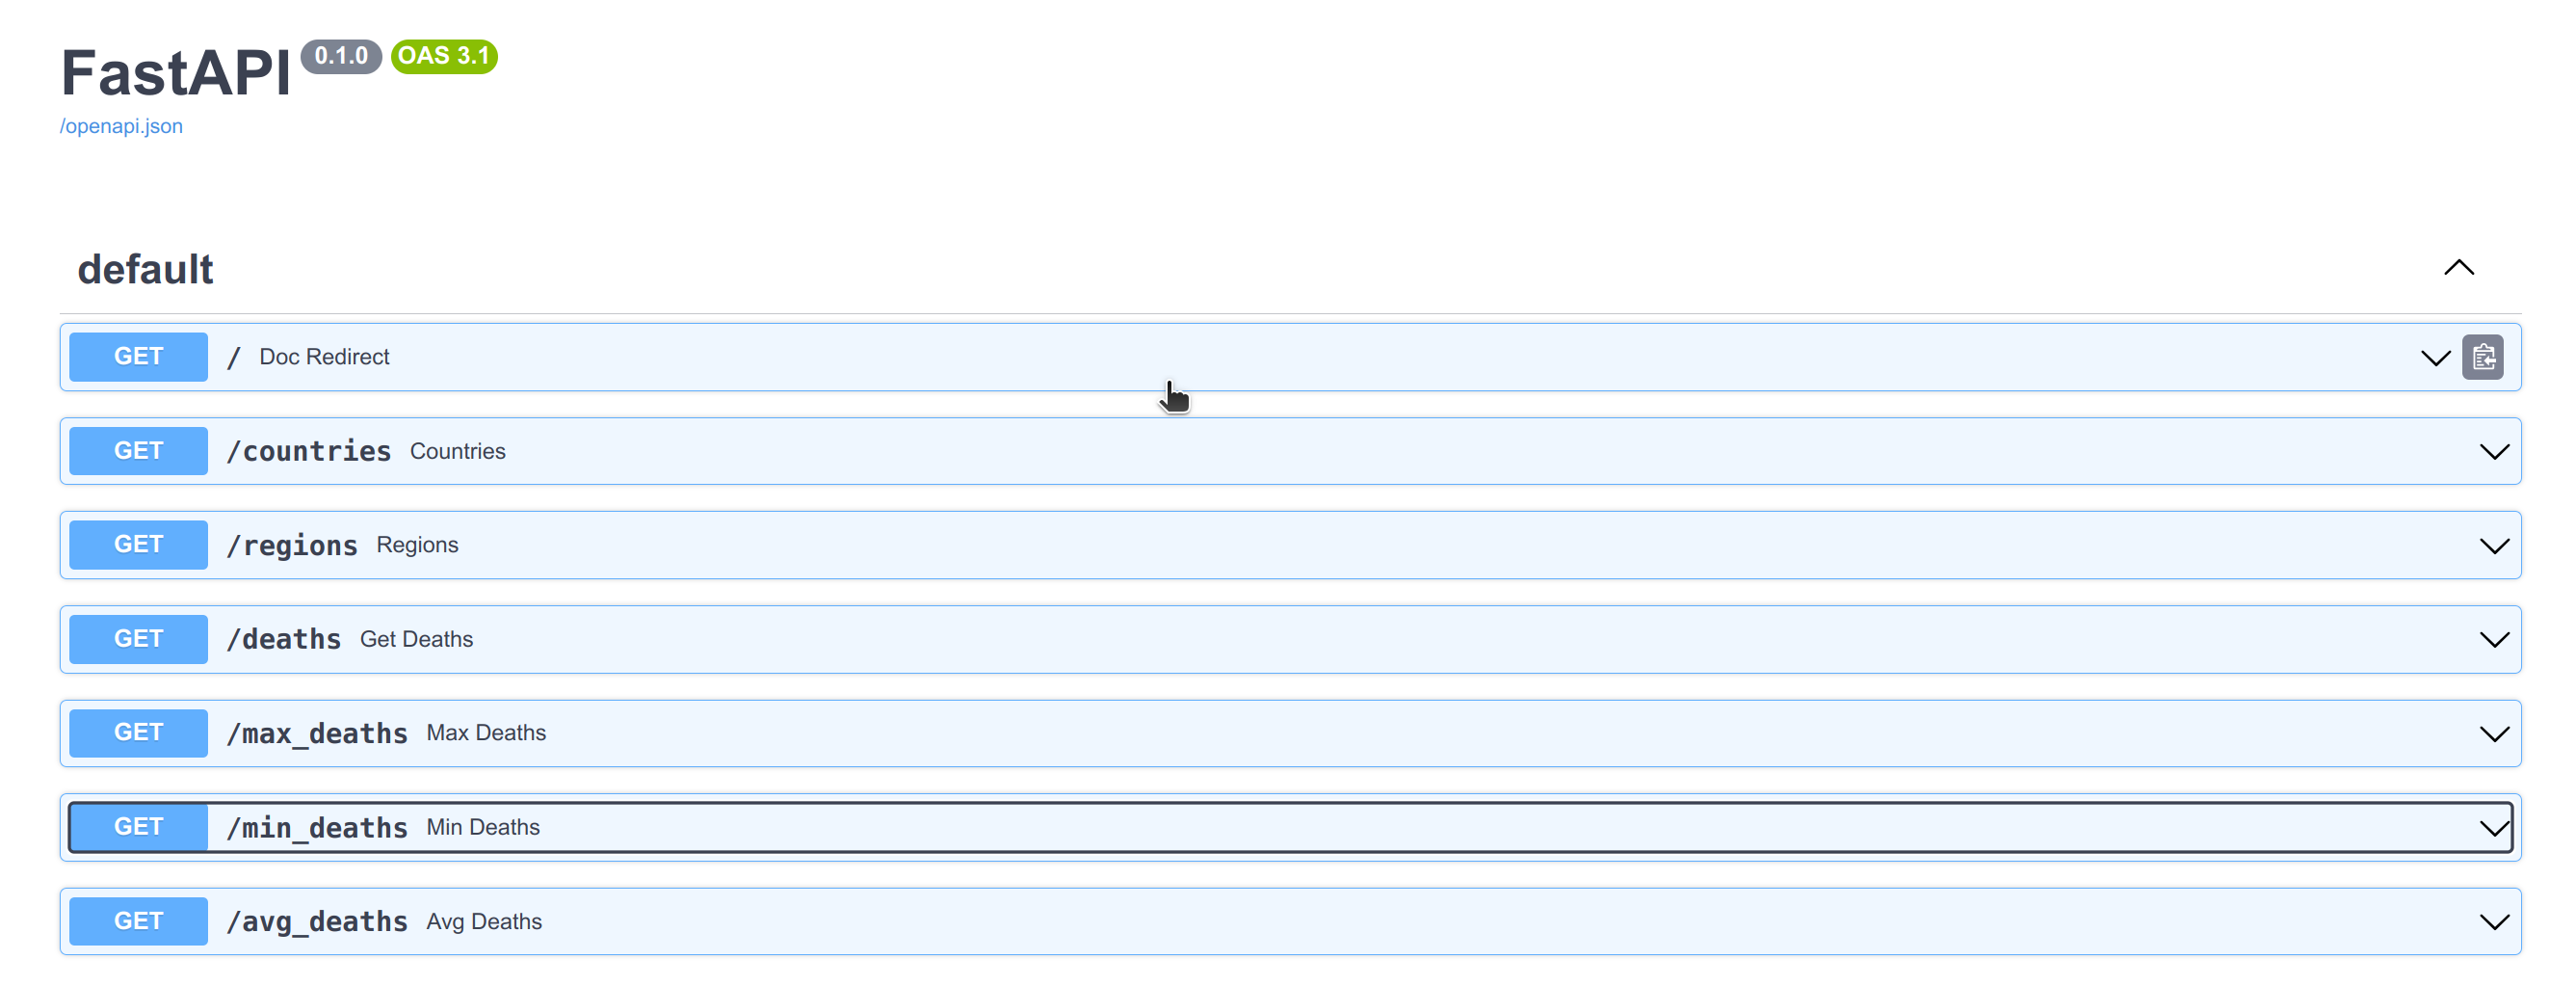 FastAPI 0.1.0 OAS 3.1
/openapi.json
default
GET / Doc Redirect
GET /countries Countries
GET /regions Regions
GET /deaths Get Deaths
GET /max_deaths Max Deaths
GET /min_deaths Min Deaths
GET /avg_deaths Avg Deaths